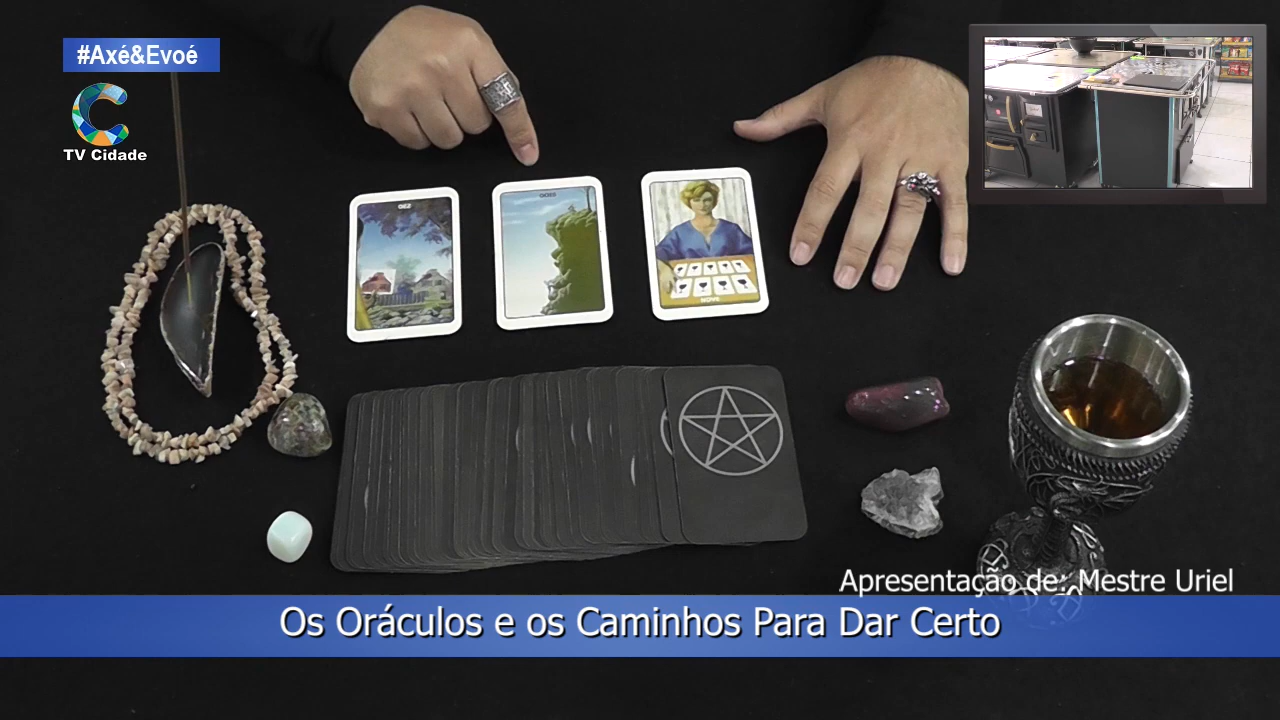 #Axé&Evoé
TV Cidade
NOVE
Apresentação de: Mestre Uriel
Os Oráculos e os Caminhos Para Dar Certo